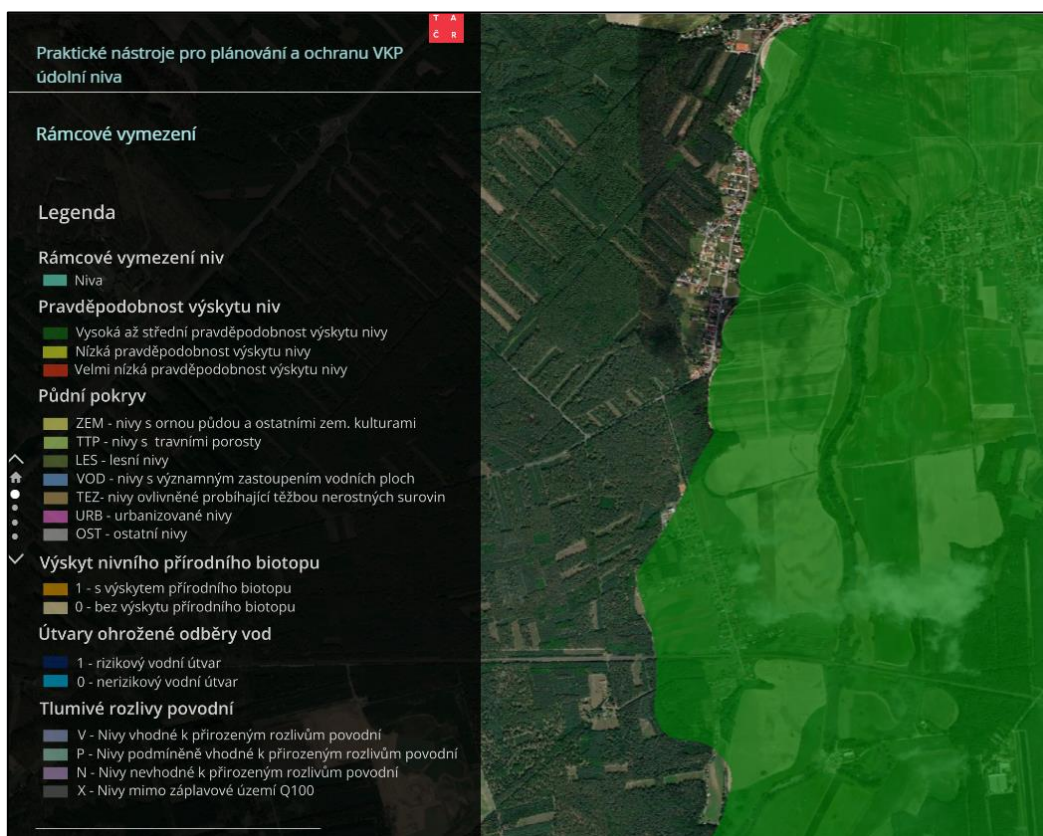 T A
Č R
Praktické nástroje pro plánování a ochranu VKP
údolní niva
Rámcové vymezení
Legenda
Rámcové vymezení niv
Niva
Pravděpodobnost výskytu niv
Vysoká až střední pravděpodobnost výskytu nivy
Nízká pravděpodobnost výskytu nivy
Velmi nízká pravděpodobnost výskytu nivy
Půdní pokryv
ZEM - nivy s ornou půdou a ostatními zem. kulturami
TTP - nivy s travními porosty
LES - lesní nivy
VOD - nivy s významným zastoupením vodních ploch
TEZ- nivy ovlivněné probíhající těžbou nerostných surovin
URB - urbanizované nivy
OST - ostatní nivy
Výskyt nivního přírodního biotopu
1 - s výskytem přírodního biotopu
0 - bez výskytu přírodního biotopu
Útvary ohrožené odběry vod
1 - rizikový vodní útvar
0 - nerizikový vodní útvar
Tlumivé rozlivy povodní
V - Nivy vhodné k přirozeným rozlivům povodní
P - Nivy podmíněně vhodné k přirozeným rozlivům povodní
N - Nivy nevhodné k přirozeným rozlivům povodní
X - Nivy mimo záplavové území Q100